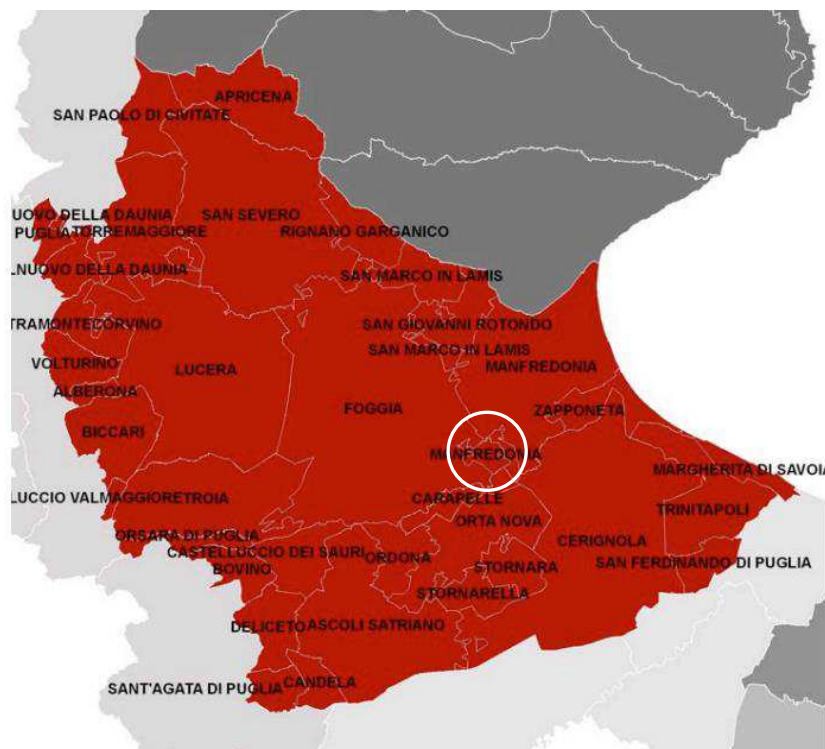 APRICENA
SAN PAOLO DI CIVITATE
UOVO DELLA DAUNIA
SAN SEVERO
PUGLIA
TORREMAGGIORE
RIGNANO GARGANICO
LNUOVO DELLA DAUNIA
SAN MARCO IN LAMIS
TRAMONTECORVINO
SAN GIOVANNI ROTONDO
SAN MARCO IN LAMIS
VOLTURINO
LUCERA
MANFREDONIA
ALBERONA
FOGGIA
ZAPPONETA
BICCARI
MANFREDONIA
MARGHERITA DI SAVOIA
LUCCIO VALMAGGIORE
TROIA
CARAPELLE
TRINITAPOLI
ORTA NOVA
ORSARA DI PUGLIA
CERIGNOLA
CASTELLUCCIO DEI SAURI
ORDONA
BOVINO
STORNARA
SAN FERDINANDO DI PUGLIA
STORNARELLA
DELICETO
ASCOLI SATRIANO
SANT'AGATA DI PUGLIA
CANDELA